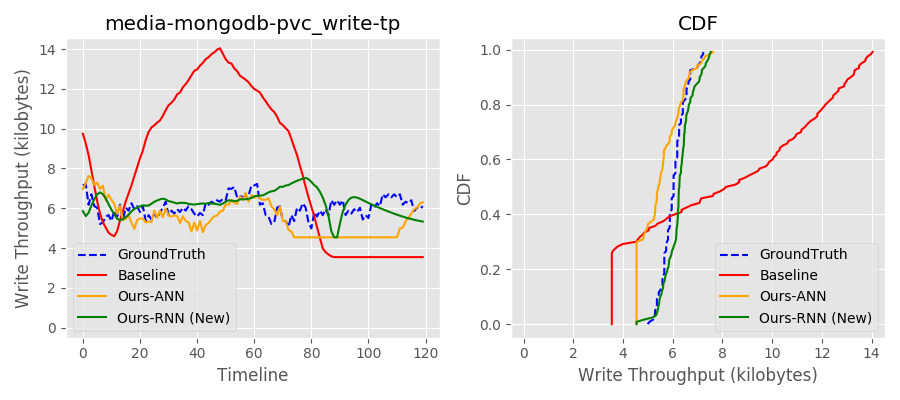 media-mongodb-pvc_write-tp
Write Throughput (kilobytes)
14
12
10
8
6
4
2
0
GroundTruth
Baseline
Ours-ANN
Ours-RNN (New)
0 20 40 60 80 100 120
Timeline
CDF
CDF
1.0
0.8
0.6
0.4
0.2
0.0
GroundTruth
Baseline
Ours-ANN
Ours-RNN (New)
0 2 4 6 8 10 12 14
Write Throughput (kilobytes)